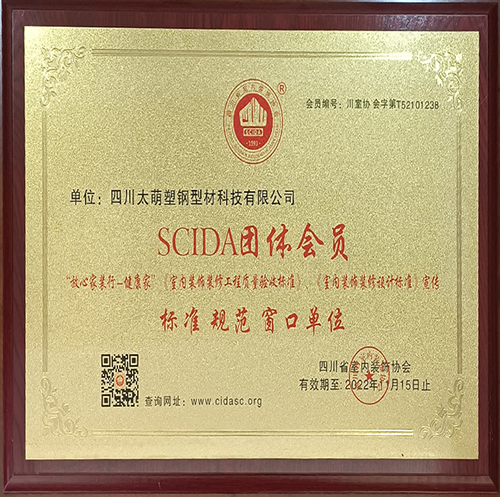 SCIDA
1991
®
会员编号：川室协 会字第T52101238
单位：四川太萌塑钢型材科技有限公司
SCIDA团体会员
“放心家装行-健康家”《室内装饰装修工程质量验收标准》、《室内装饰装修设计标准》宣传
标准规范窗口单位
四川省室内装饰协会
有效期至：2022年11月15日止
查询网址：www.cidasc.org